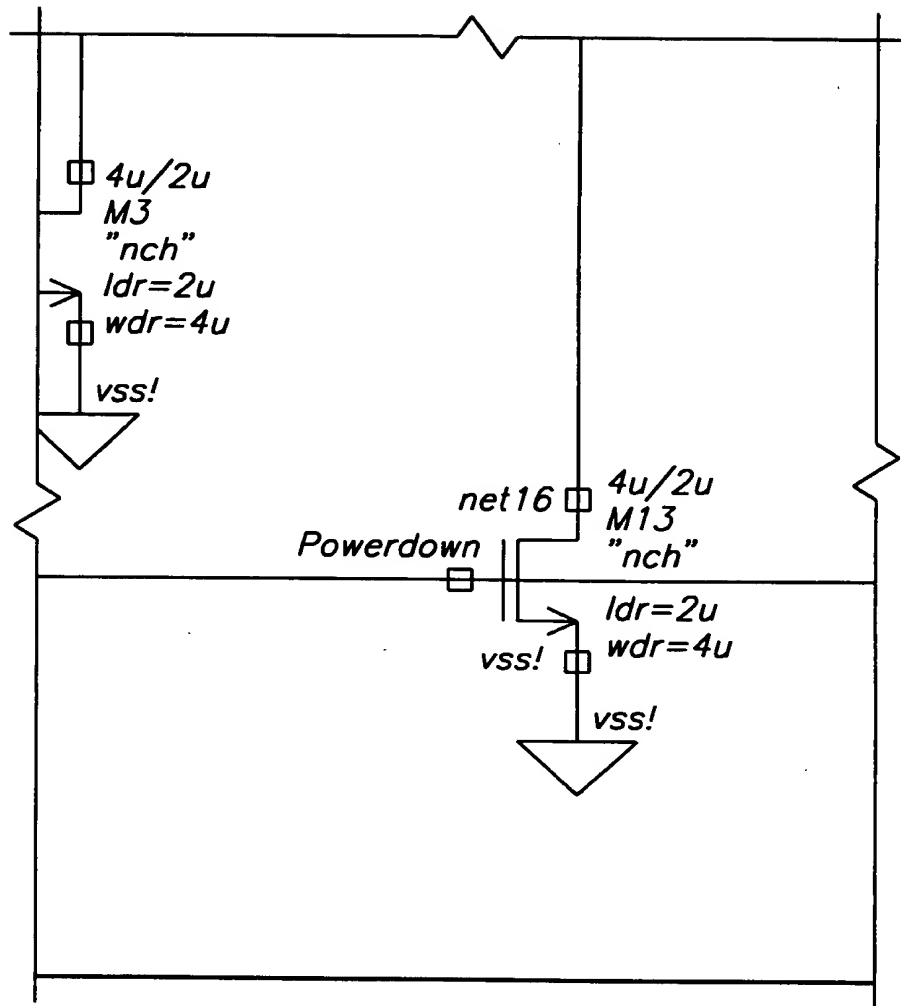 4u/2u
M3
"nch"
ldr=2u
wdr=4u
vss!
net16
4u/2u
M13
"nch"
Powerdown
ldr=2u
wdr=4u
vss!
vss!